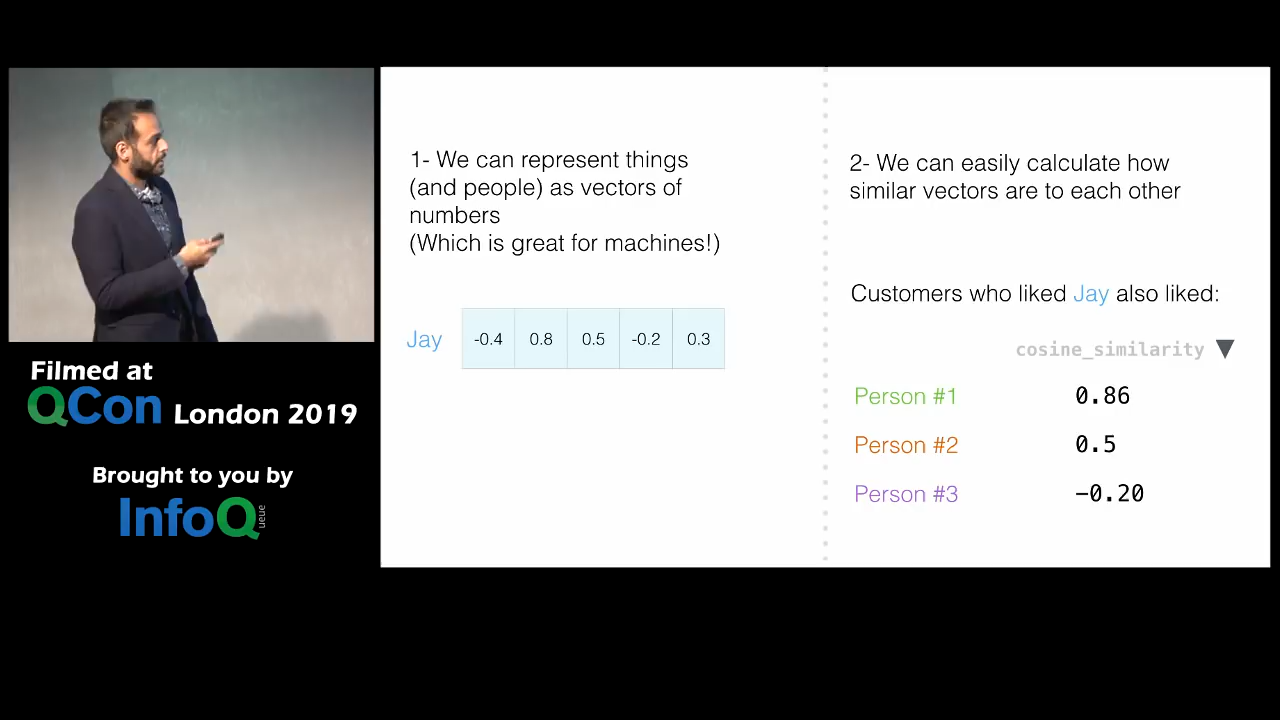 1- We can represent things
(and people) as vectors of
numbers
(Which is great for machines!)
Jay -0.4 0.8 0.5 -0.2 0.3
2- We can easily calculate how
similar vectors are to each other
Customers who liked Jay also liked:
cosine_similarity ▼
Person #1 0.86
Person #2 0.5
Person #3 -0.20
Filmed at
QCon London 2019
Brought to you by
InfoQueue